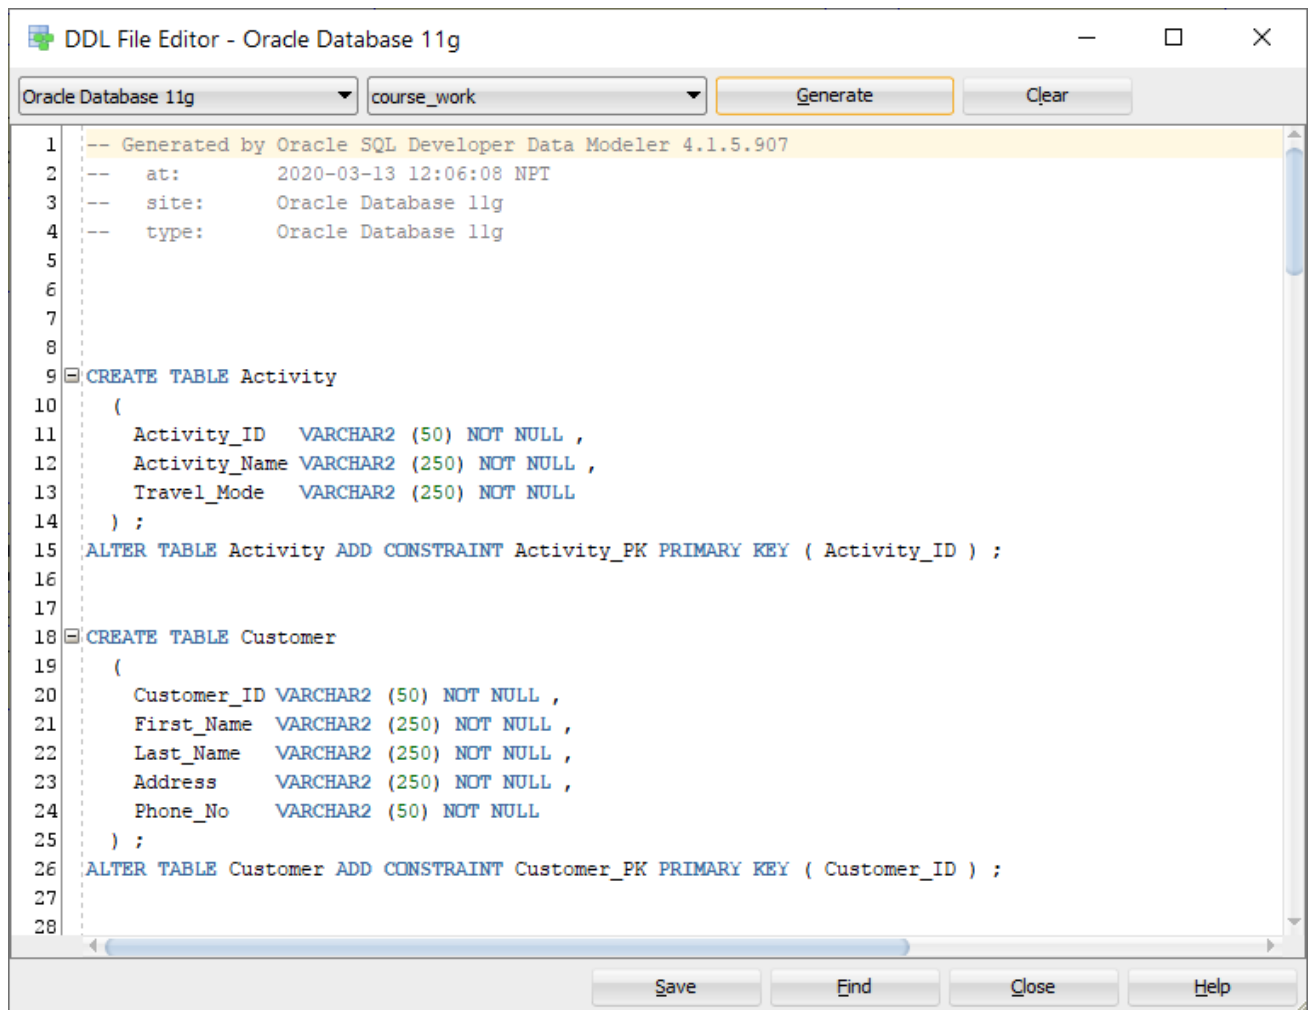 DDL File Editor - Oracle Database 11g
Oracle Database 11g course_work Generate Clear
1 -- Generated by Oracle SQL Developer Data Modeler 4.1.5.907
2 --   at:        2020-03-13 12:06:08 NPT
3 --   site:      Oracle Database 11g
4 --   type:      Oracle Database 11g
5
6
7
8
9 CREATE TABLE Activity
10   (
11     Activity_ID   VARCHAR2 (50) NOT NULL ,
12     Activity_Name VARCHAR2 (250) NOT NULL ,
13     Travel_Mode   VARCHAR2 (250) NOT NULL
14   ) ;
15 ALTER TABLE Activity ADD CONSTRAINT Activity_PK PRIMARY KEY ( Activity_ID ) ;
16
17
18 CREATE TABLE Customer
19   (
20     Customer_ID VARCHAR2 (50) NOT NULL ,
21     First_Name  VARCHAR2 (250) NOT NULL ,
22     Last_Name   VARCHAR2 (250) NOT NULL ,
23     Address     VARCHAR2 (250) NOT NULL ,
24     Phone_No    VARCHAR2 (50) NOT NULL
25   ) ;
26 ALTER TABLE Customer ADD CONSTRAINT Customer_PK PRIMARY KEY ( Customer_ID ) ;
27
28
Save Find Close Help